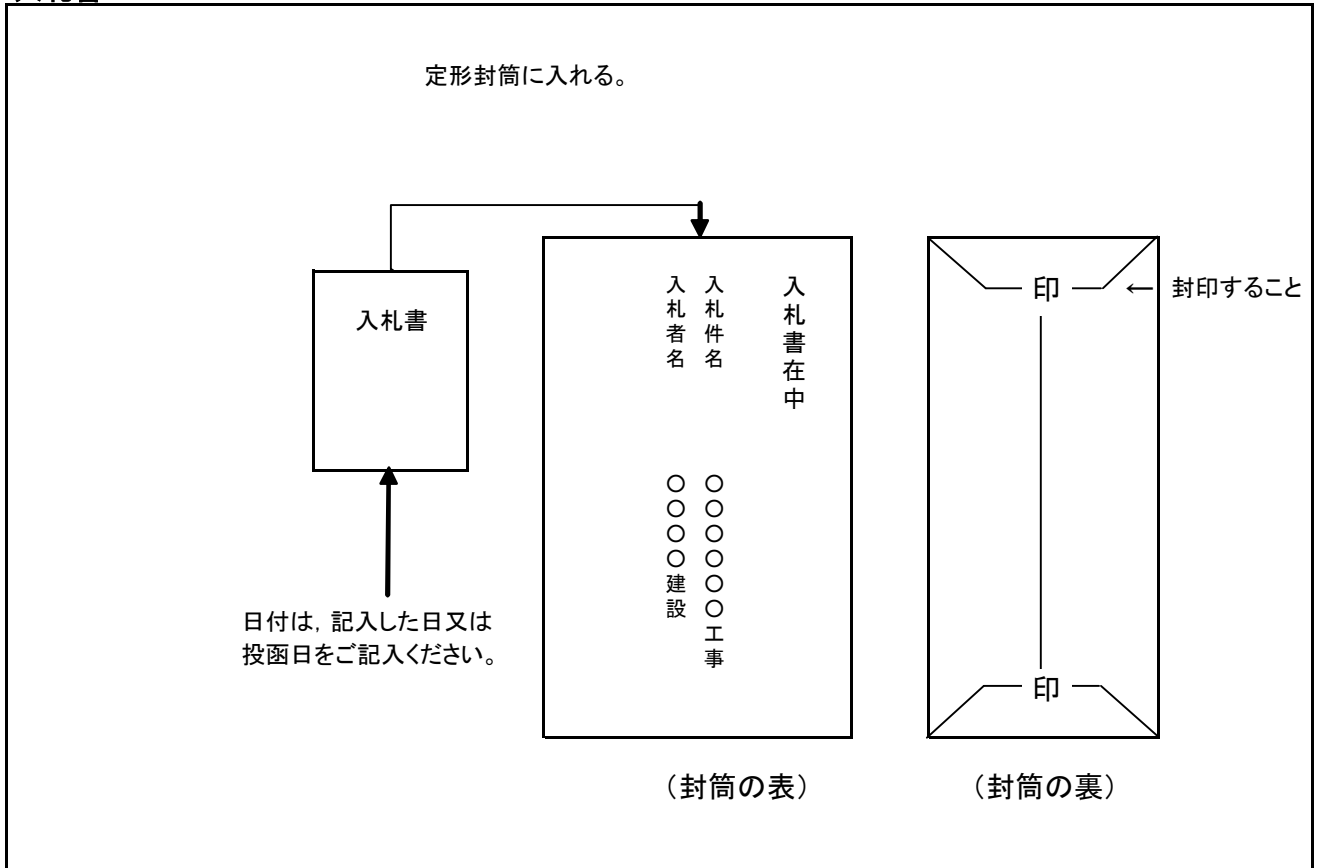 定形封筒に入れる。
入札書
日付は, 記入した日又は
投函日をご記入ください。
入札書在中
入札件名 〇〇〇〇〇〇工事
入札者名 〇〇〇〇建設
（封筒の表）
印 ← 封印すること
印
（封筒の裏）